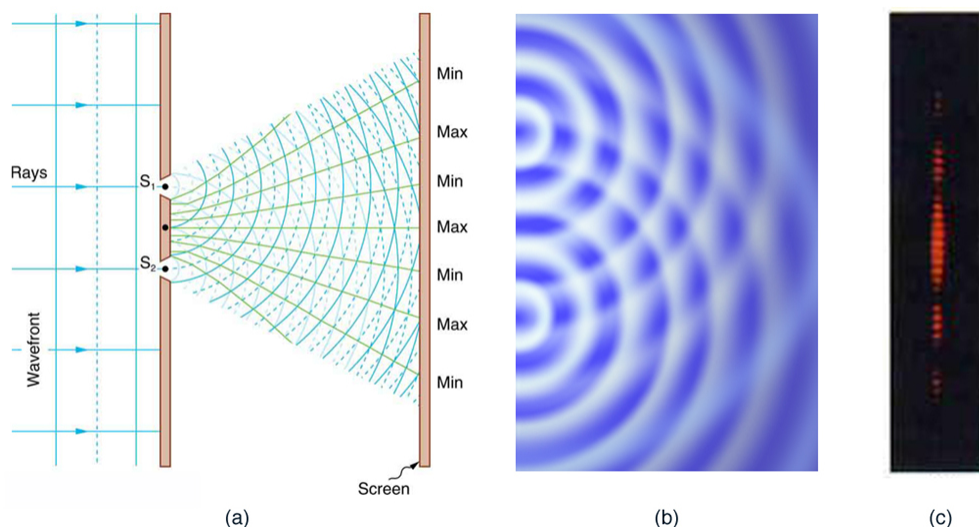 Rays
Wavefront
S1
S2
Min
Max
Min
Max
Min
Max
Min
Screen
(a)
(b)
(c)